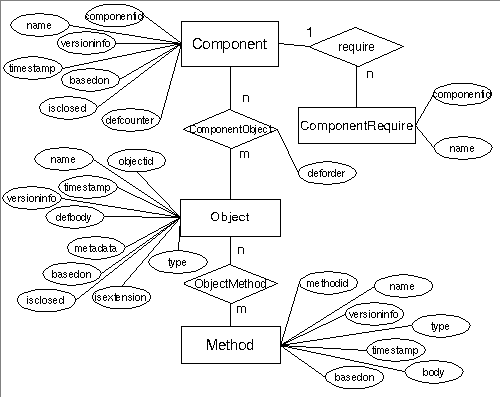 componentid
name
versioninfo
timestamp
basedon
isclosed
defcounter
Component
1
require
n
componentid
ComponentRequire
name
n
ComponentObject
m
deforder
name
objectid
timestamp
versioninfo
defbody
metadata
basedon
isclosed
isextension
type
Object
n
ObjectMethod
m
Method
methodid
name
versioninfo
type
timestamp
body
basedon